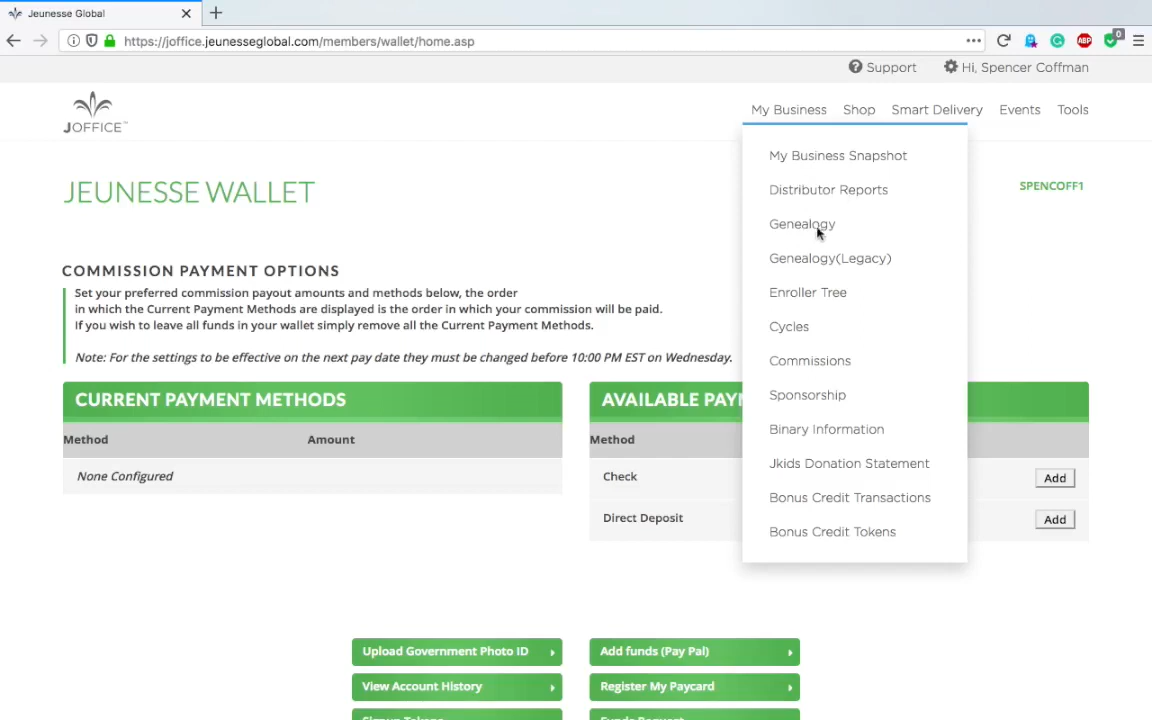 Jeunesse Global
https://joffice.jeunesseglobal.com/members/wallet/home.asp
ABP
0
Support
Hi, Spencer Coffman
JOFFICE™
My Business
Shop
Smart Delivery
Events
Tools
My Business Snapshot
Distributor Reports
Genealogy
Genealogy(Legacy)
Enroller Tree
Cycles
Commissions
Sponsorship
Binary Information
Jkids Donation Statement
Bonus Credit Transactions
Bonus Credit Tokens
JEUNESSE WALLET
SPENCOFF1
COMMISSION PAYMENT OPTIONS
Set your preferred commission payout amounts and methods below, the order
in which the Current Payment Methods are displayed is the order in which your commission will be paid.
If you wish to leave all funds in your wallet simply remove all the Current Payment Methods.
Note: For the settings to be effective on the next pay date they must be changed before 10:00 PM EST on Wednesday.
CURRENT PAYMENT METHODS
Method Amount
None Configured
AVAILABLE PAY
Method
Check Add
Direct Deposit Add
Upload Government Photo ID
Add funds (Pay Pal)
View Account History
Register My Paycard